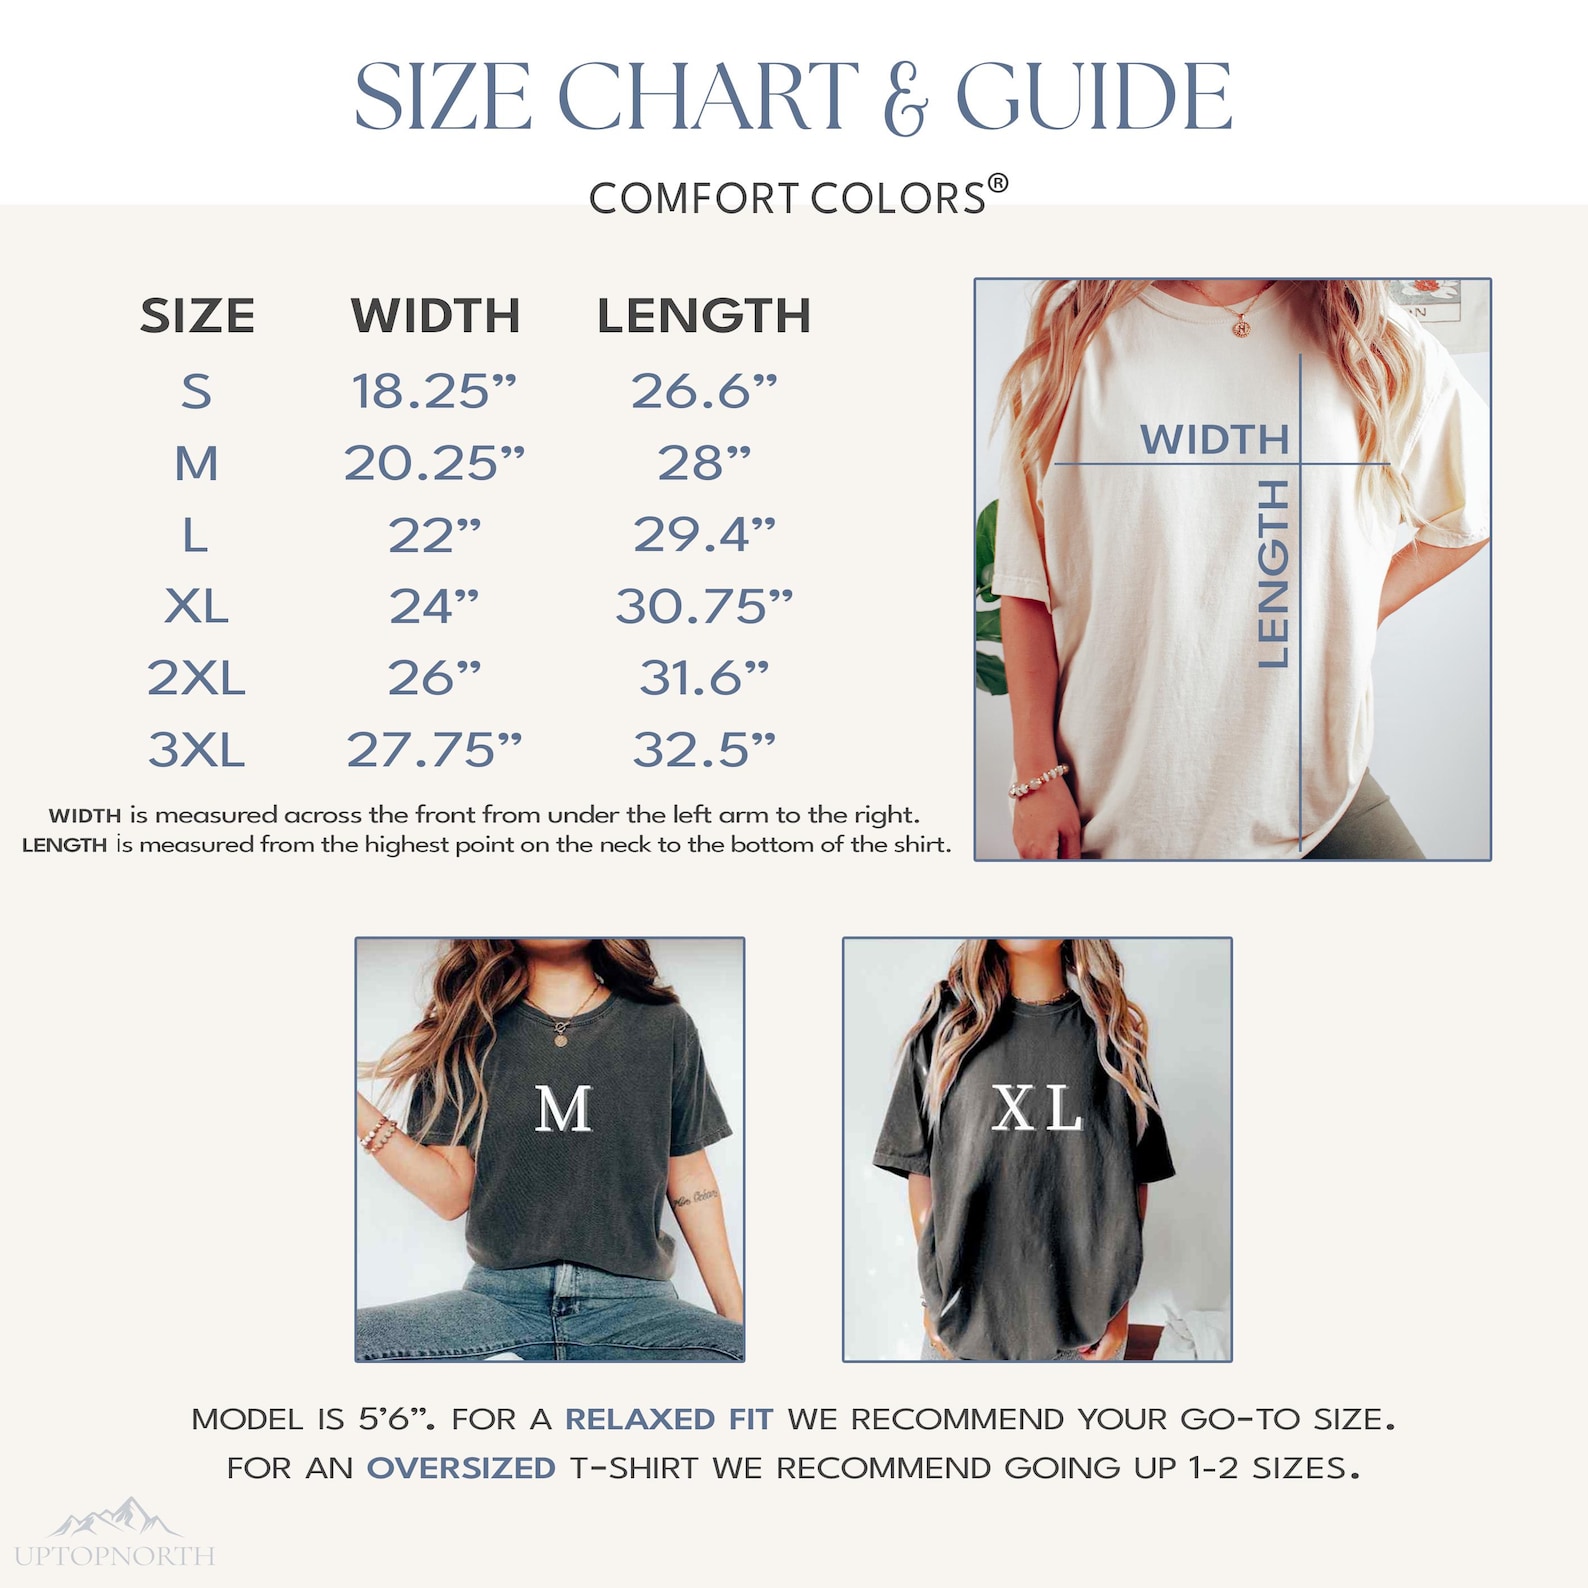 SIZE CHART & GUIDE
COMFORT COLORS®
SIZE WIDTH LENGTH
S 18.25” 26.6”
M 20.25” 28”
L 22” 29.4”
XL 24” 30.75”
2XL 26” 31.6”
3XL 27.75” 32.5”
WIDTH is measured across the front from under the left arm to the right.
LENGTH is measured from the highest point on the neck to the bottom of the shirt.
WIDTH
LENGTH
M
XL
MODEL IS 5’6”. FOR A RELAXED FIT WE RECOMMEND YOUR GO-TO SIZE.
FOR AN OVERSIZED T-SHIRT WE RECOMMEND GOING UP 1-2 SIZES.
UPTOPNORTH